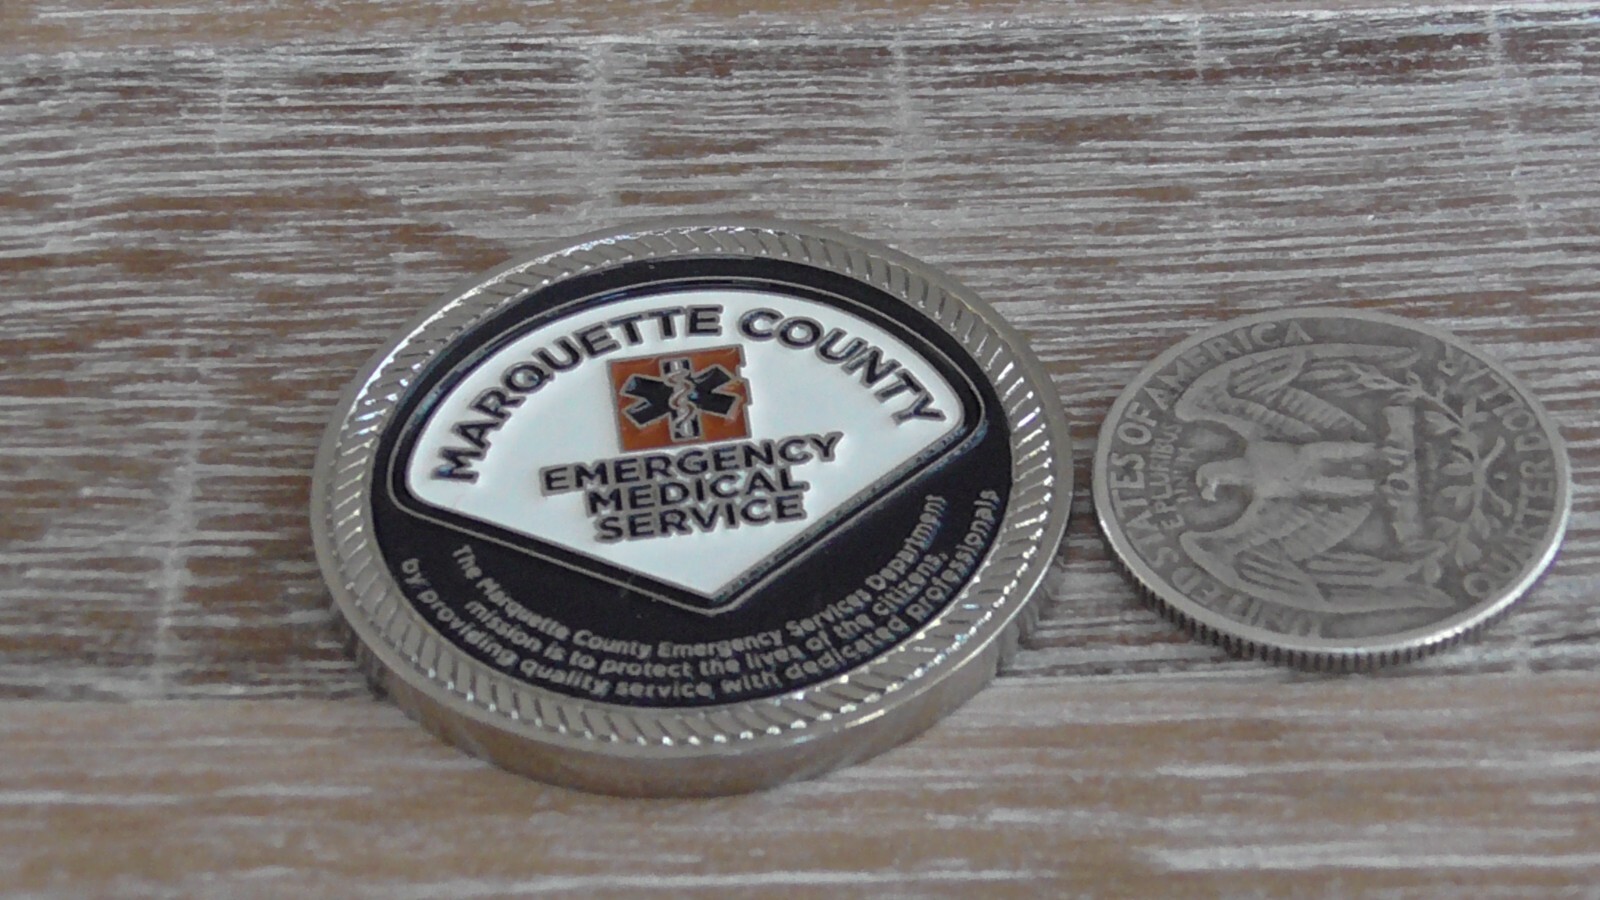 MARQUETTE COUNTY
EMERGENCY
MEDICAL
SERVICE
The Marquette County Emergency Services Department
mission is to protect the lives of the citizens,
by providing quality service with dedicated professionals
UNITED STATES OF AMERICA
E PLURIBUS
UNUM
QUARTER DOLLAR